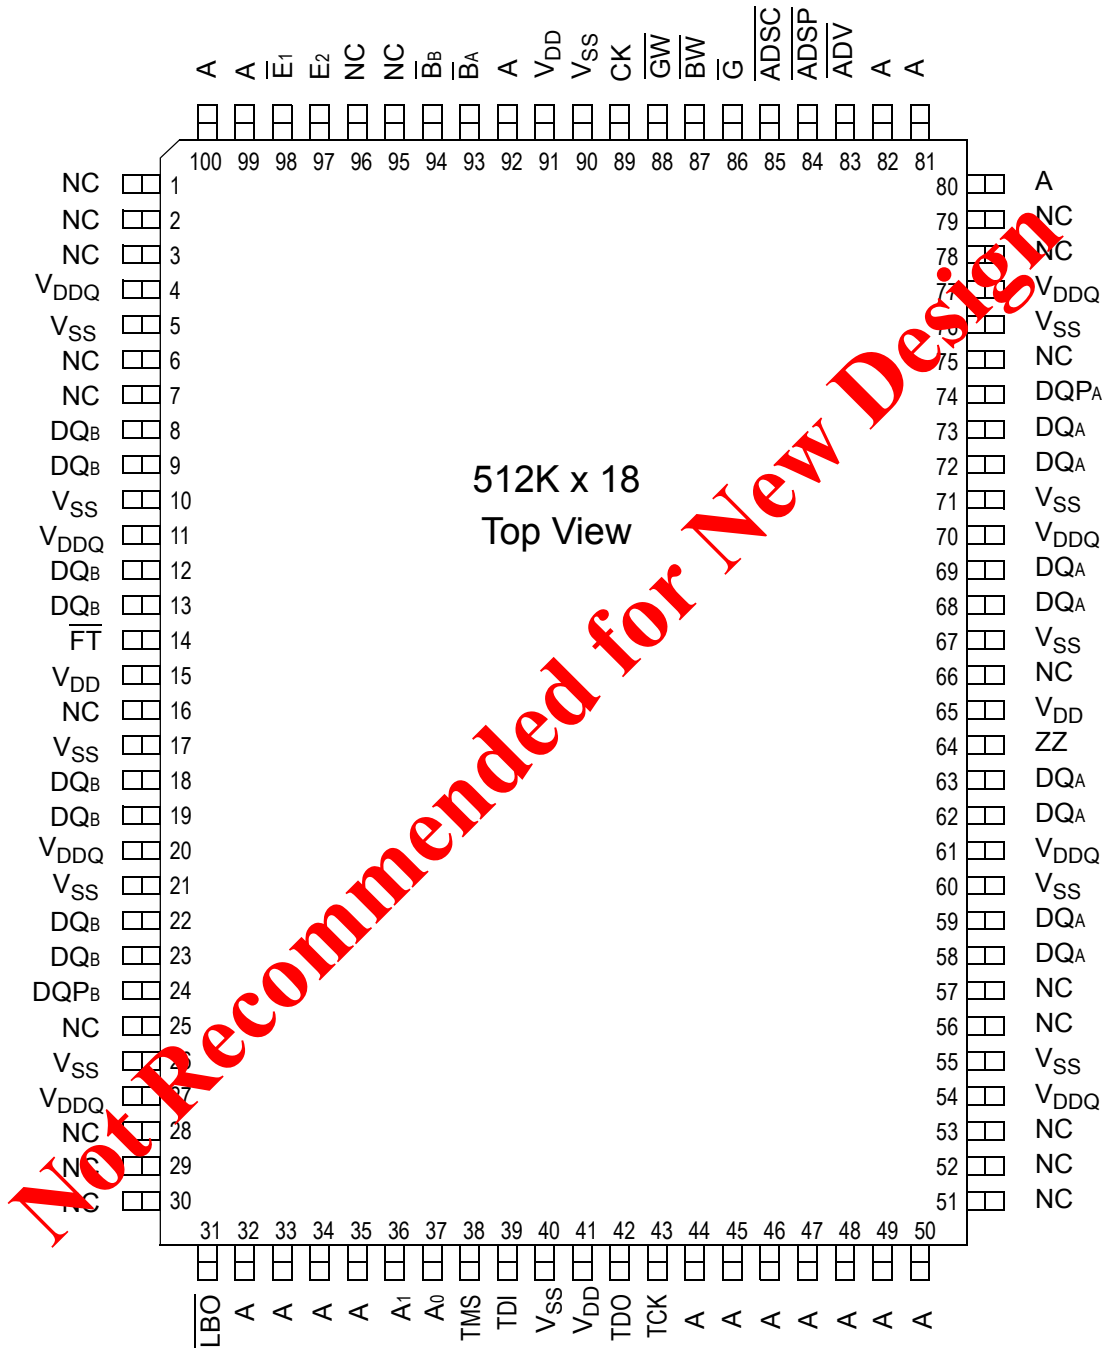 A A E1 E2 NC NC BB BA A VDD VSS CK GW BW G ADSC ADSP ADV A A
100 99 98 97 96 95 94 93 92 91 90 89 88 87 86 85 84 83 82 81
NC 1 80 A
NC 2 79 NC
NC 3 78 NC
VDDQ 4 77 VDDQ
VSS 5 76 VSS
NC 6 75 NC
NC 7 74 DQPA
DQB 8 73 DQA
DQB 9 72 DQA
512K x 18
VSS 10 71 VSS
Top View
VDDQ 11 70 VDDQ
DQB 12 69 DQA
DQB 13 68 DQA
FT 14 67 VSS
VDD 15 66 NC
NC 16 65 VDD
VSS 17 64 ZZ
DQB 18 63 DQA
DQB 19 62 DQA
VDDQ 20 61 VDDQ
VSS 21 60 VSS
DQB 22 59 DQA
DQB 23 58 DQA
DQPB 24 57 NC
NC 25 56 NC
VSS 26 55 VSS
VDDQ 27 54 VDDQ
NC 28 53 NC
NC 29 52 NC
NC 30 51 NC
31 32 33 34 35 36 37 38 39 40 41 42 43 44 45 46 47 48 49 50
LBO A A A A A1 A0 TMS TDI VSS VDD TDO TCK A A A A A A A
Not Recommended for New Design